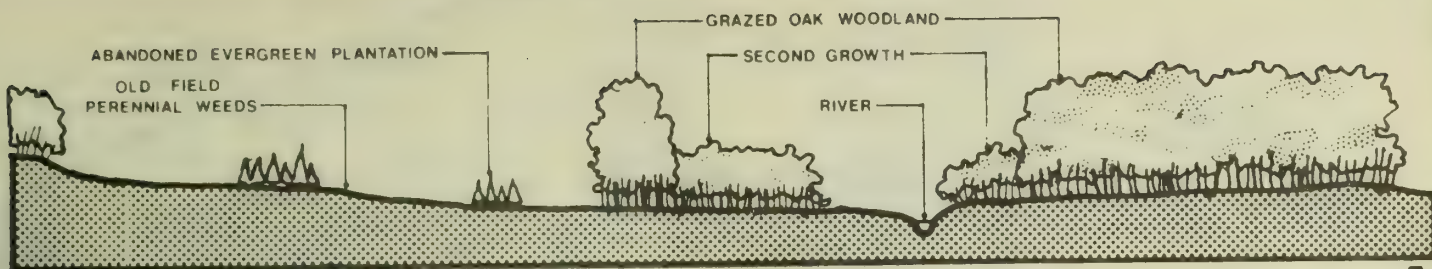 GRAZED OAK WOODLAND
ABANDONED EVERGREEN PLANTATION
SECOND GROWTH
OLD FIELD
PERENNIAL WEEDS
RIVER